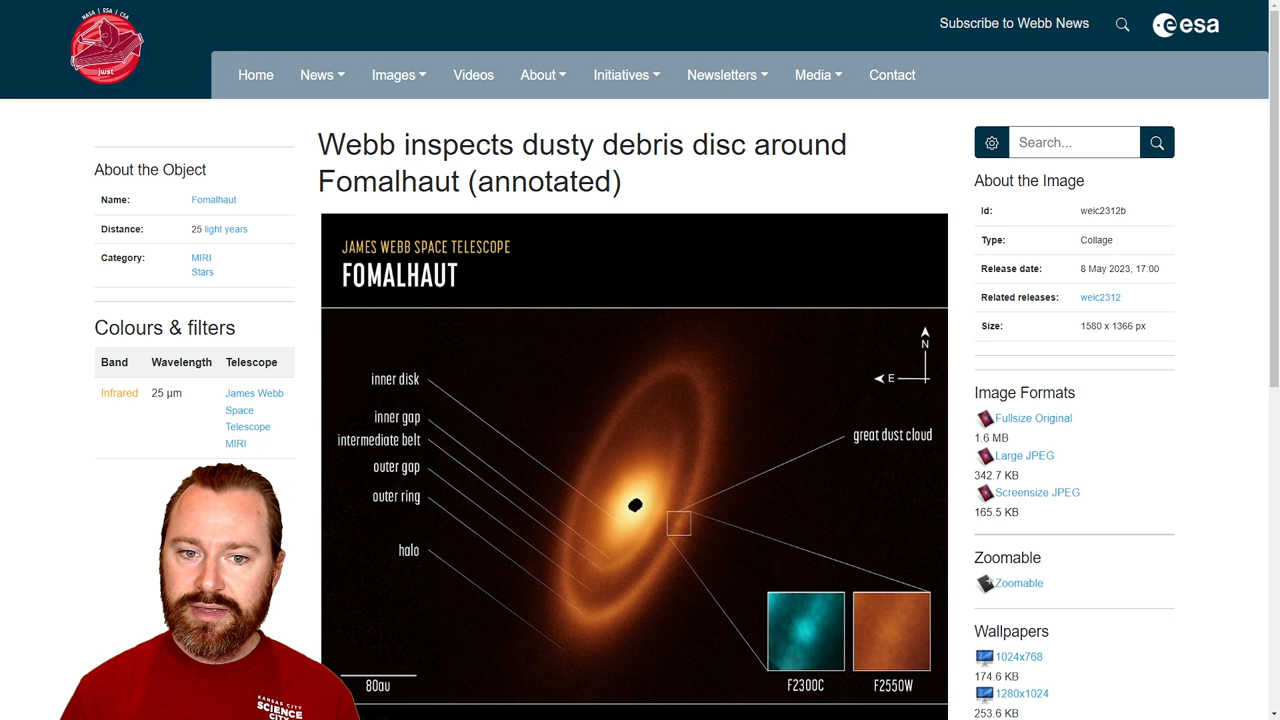 NASA | ESA | CSA
jwst
Subscribe to Webb News
esa
Home
News
Images
Videos
About
Initiatives
Newsletters
Media
Contact
About the Object
Name: Fomalhaut
Distance: 25 light years
Category: MIRI
Stars
Colours & filters
Band Wavelength Telescope
Infrared 25 μm James Webb
Space
Telescope
MIRI
Webb inspects dusty debris disc around
Fomalhaut (annotated)
JAMES WEBB SPACE TELESCOPE
FOMALHAUT
N
E
inner disk
inner gap
intermediate belt
outer gap
outer ring
halo
great dust cloud
80au
F2300C
F2550W
Search...
About the Image
Id: weic2312b
Type: Collage
Release date: 8 May 2023, 17:00
Related releases: weic2312
Size: 1580 x 1366 px
Image Formats
Fullsize Original
1.6 MB
Large JPEG
342.7 KB
Screensize JPEG
165.5 KB
Zoomable
Zoomable
Wallpapers
1024x768
174.6 KB
1280x1024
253.6 KB
KANSAS CITY
SCIENCE
CITY